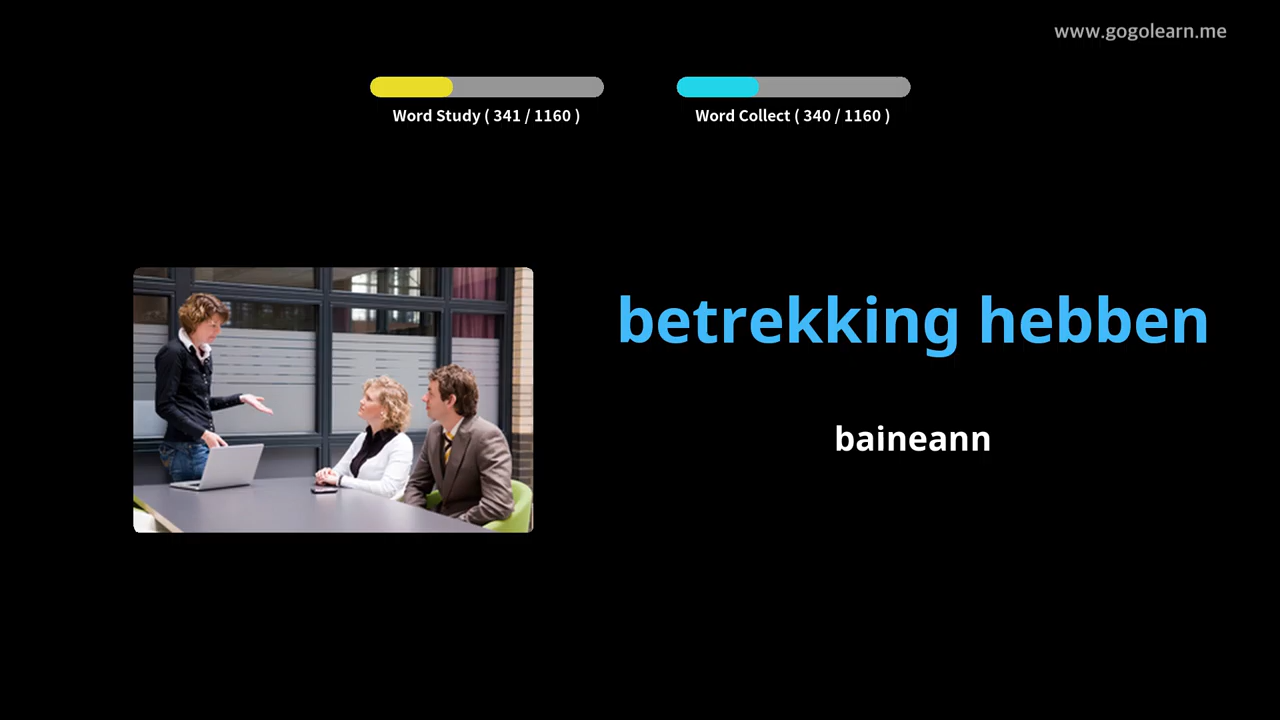 www.gogolearn.me
Word Study ( 341 / 1160 )
Word Collect ( 340 / 1160 )
betrekking hebben
baineann